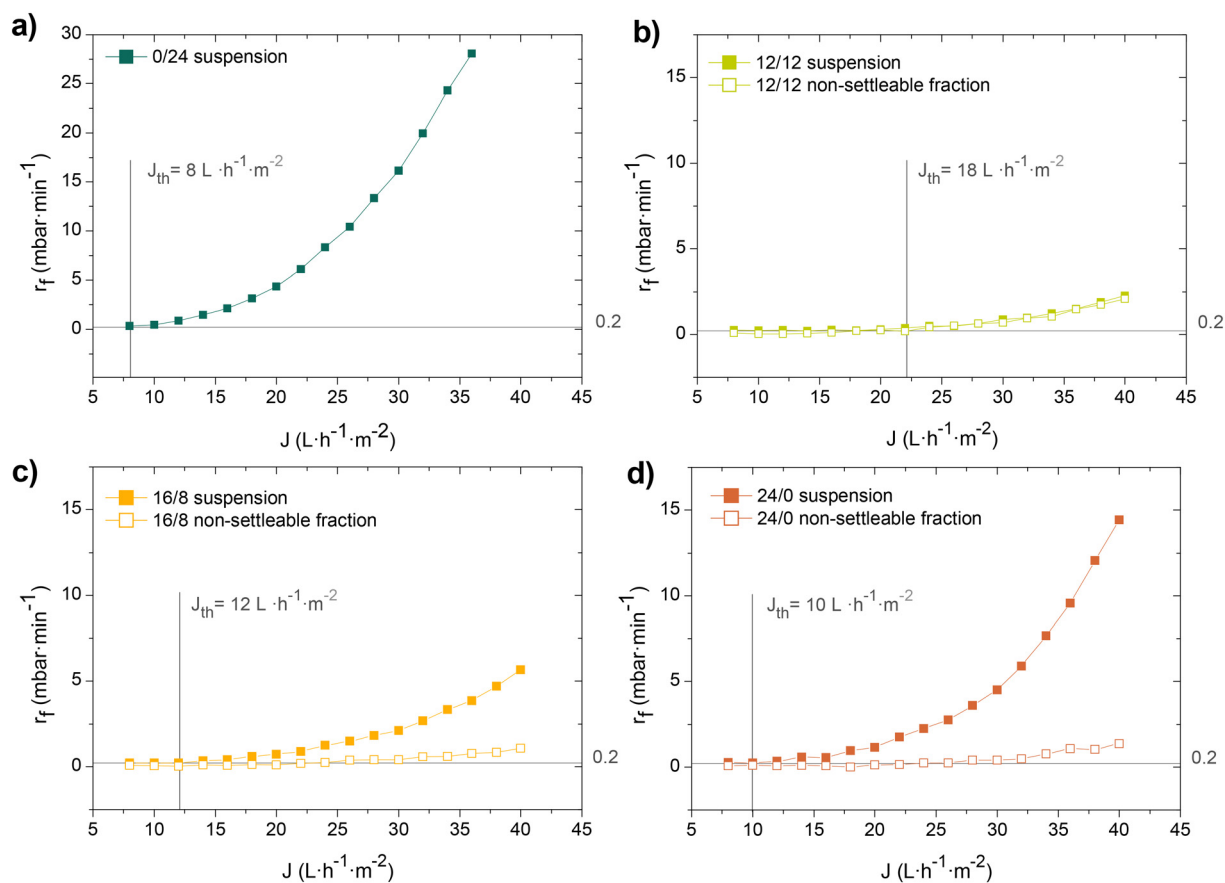 a)
0/24 suspension
J_th = 8 L ·h⁻¹·m⁻²
r_f (mbar·min⁻¹)
30
25
20
15
10
5
0
0.2
5 10 15 20 25 30 35 40 45
J (L·h⁻¹·m⁻²)
b)
12/12 suspension
12/12 non-settleable fraction
J_th = 18 L ·h⁻¹·m⁻²
r_f (mbar·min⁻¹)
15
10
5
0
0.2
5 10 15 20 25 30 35 40 45
J (L·h⁻¹·m⁻²)
c)
16/8 suspension
16/8 non-settleable fraction
J_th = 12 L ·h⁻¹·m⁻²
r_f (mbar·min⁻¹)
15
10
5
0
0.2
5 10 15 20 25 30 35 40 45
J (L·h⁻¹·m⁻²)
d)
24/0 suspension
24/0 non-settleable fraction
J_th = 10 L ·h⁻¹·m⁻²
r_f (mbar·min⁻¹)
15
10
5
0
0.2
5 10 15 20 25 30 35 40 45
J (L·h⁻¹·m⁻²)